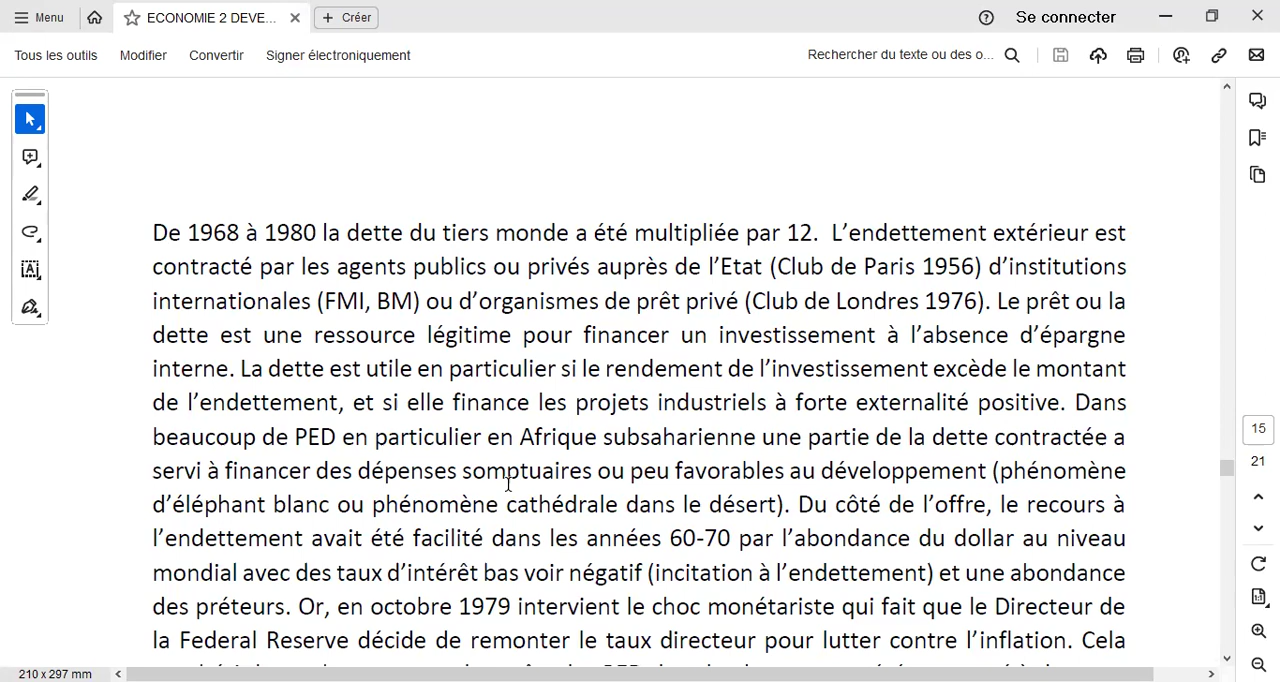 Menu
ECONOMIE 2 DEVE...
Créer
Se connecter
Tous les outils
Modifier
Convertir
Signer électroniquement
Rechercher du texte ou des o...
De 1968 à 1980 la dette du tiers monde a été multipliée par 12. L’endettement extérieur est
contracté par les agents publics ou privés auprès de l’Etat (Club de Paris 1956) d’institutions
internationales (FMI, BM) ou d’organismes de prêt privé (Club de Londres 1976). Le prêt ou la
dette est une ressource légitime pour financer un investissement à l’absence d’épargne
interne. La dette est utile en particulier si le rendement de l’investissement excède le montant
de l’endettement, et si elle finance les projets industriels à forte externalité positive. Dans
beaucoup de PED en particulier en Afrique subsaharienne une partie de la dette contractée a
servi à financer des dépenses somptuaires ou peu favorables au développement (phénomène
d’éléphant blanc ou phénomène cathédrale dans le désert). Du côté de l’offre, le recours à
l’endettement avait été facilité dans les années 60-70 par l’abondance du dollar au niveau
mondial avec des taux d’intérêt bas voir négatif (incitation à l’endettement) et une abondance
des préteurs. Or, en octobre 1979 intervient le choc monétariste qui fait que le Directeur de
la Federal Reserve décide de remonter le taux directeur pour lutter contre l’inflation. Cela
15
21
210 x 297 mm